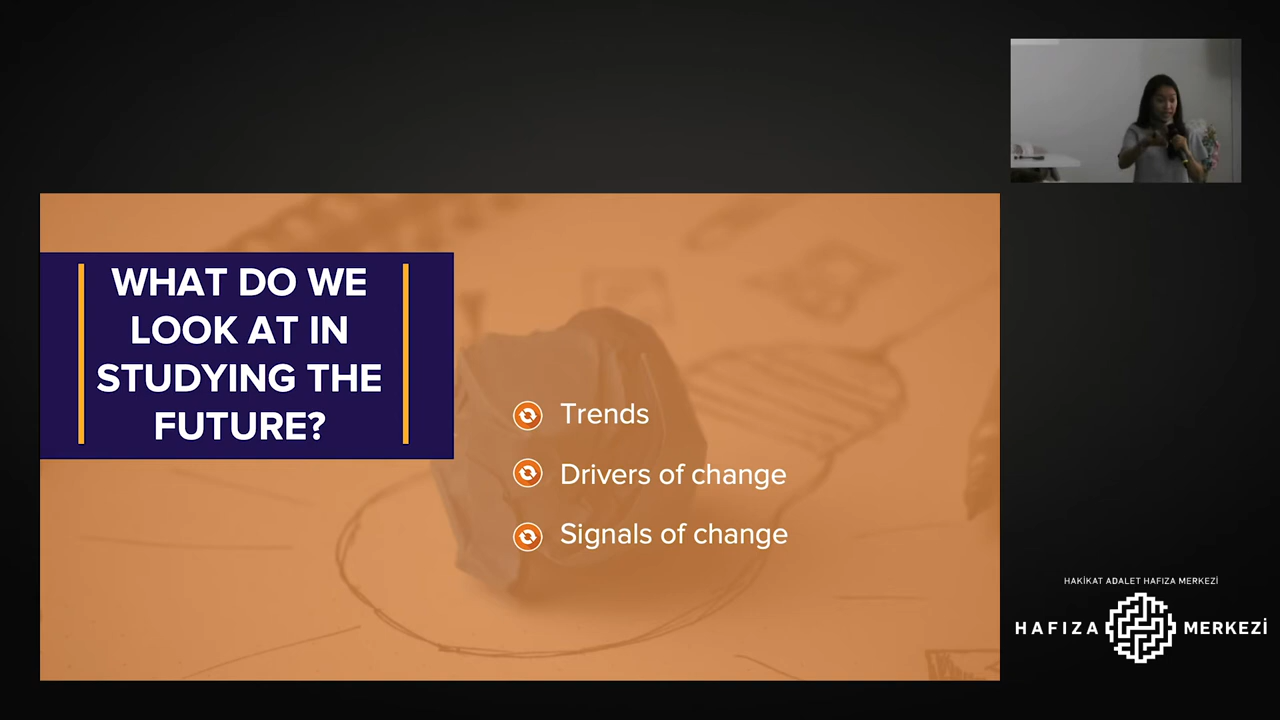 WHAT DO WE
LOOK AT IN
STUDYING THE
FUTURE?
Trends
Drivers of change
Signals of change
HAKİKAT ADALET HAFIZA MERKEZİ
HAFIZA MERKEZİ